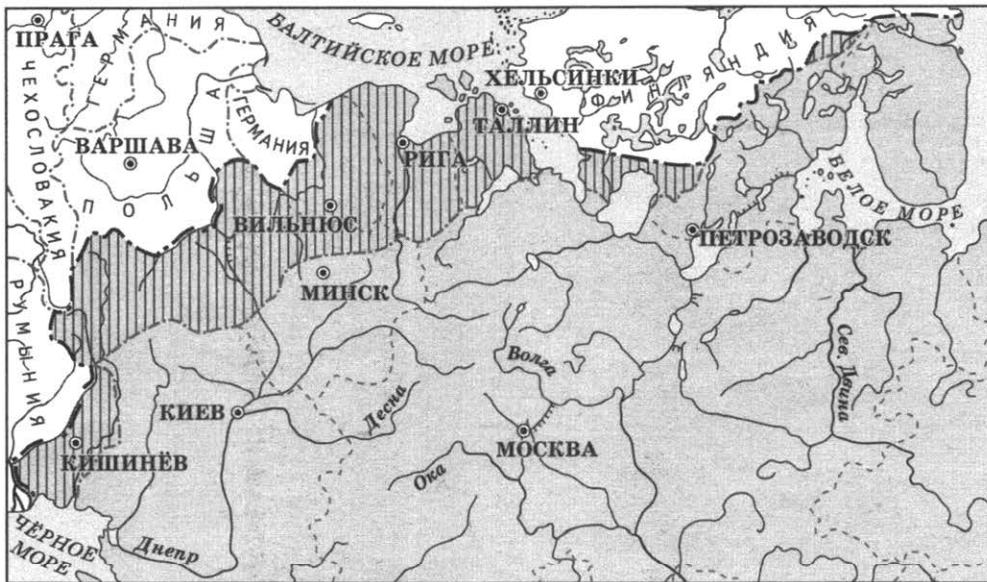 ПРАГА
ГЕРМАНИЯ
ЧЕХОСЛОВАКИЯ
БАЛТИЙСКОЕ МОРЕ
ХЕЛЬСИНКИ
ФИНЛЯНДИЯ
ТАЛЛИН
ВАРШАВА
ПОЛЬША
ГЕРМАНИЯ
РИГА
ВИЛЬНЮС
БЕЛОЕ МОРЕ
ПЕТРОЗАВОДСК
МИНСК
РУМЫНИЯ
Волга
Сев. Двина
КИЕВ
Десна
МОСКВА
КИШИНЁВ
Ока
ЧЁРНОЕ
МОРЕ
Днепр